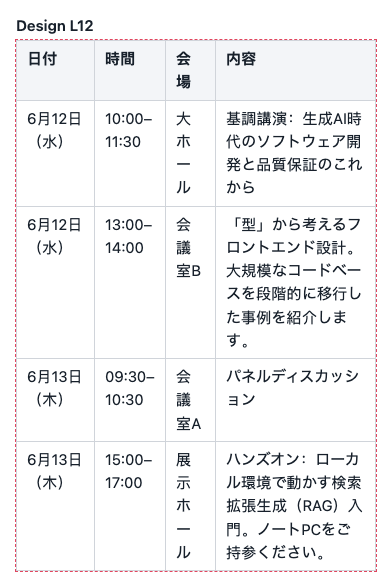 Design L12
日付 時間 会場 内容
6月12日（水） 10:00–11:30 大ホール 基調講演：生成AI時代のソフトウェア開発と品質保証のこれから
6月12日（水） 13:00–14:00 会議室B 「型」から考えるフロントエンド設計。大規模なコードベースを段階的に移行した事例を紹介します。
6月13日（木） 09:30–10:30 会議室A パネルディスカッション
6月13日（木） 15:00–17:00 展示ホール ハンズオン：ローカル環境で動かす検索拡張生成（RAG）入門。ノートPCをご持参ください。